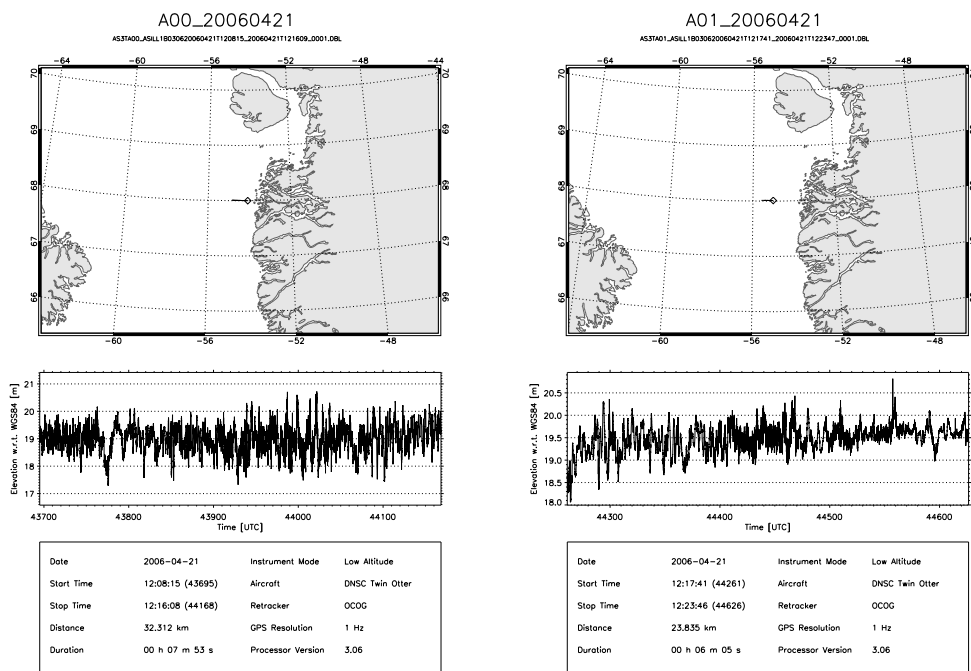 A00_20060421
AS3TA00_ASILL1B030620060421T120815_20060421T121609_0001.DBL
-64 -60 -56 -52 -48 -44
70 70
69 69
68 68
67 67
66 66
-60 -56 -52 -48
Elevation w.r.t. WGS84 [m]
21
20
19
18
17
43700 43800 43900 44000 44100
Time [UTC]
Date 2006-04-21 Instrument Mode Low Altitude
Start Time 12:08:15 (43695) Aircraft DNSC Twin Otter
Stop Time 12:16:08 (44168) Retracker OCOG
Distance 32.312 km GPS Resolution 1 Hz
Duration 00 h 07 m 53 s Processor Version 3.06
A01_20060421
AS3TA01_ASILL1B030620060421T121741_20060421T122347_0001.DBL
-64 -60 -56 -52 -48
70
69
68
67
66
-60 -56 -52 -48
Elevation w.r.t. WGS84 [m]
20.5
20.0
19.5
19.0
18.5
18.0
44300 44400 44500 44600
Time [UTC]
Date 2006-04-21 Instrument Mode Low Altitude
Start Time 12:17:41 (44261) Aircraft DNSC Twin Otter
Stop Time 12:23:46 (44626) Retracker OCOG
Distance 23.835 km GPS Resolution 1 Hz
Duration 00 h 06 m 05 s Processor Version 3.06